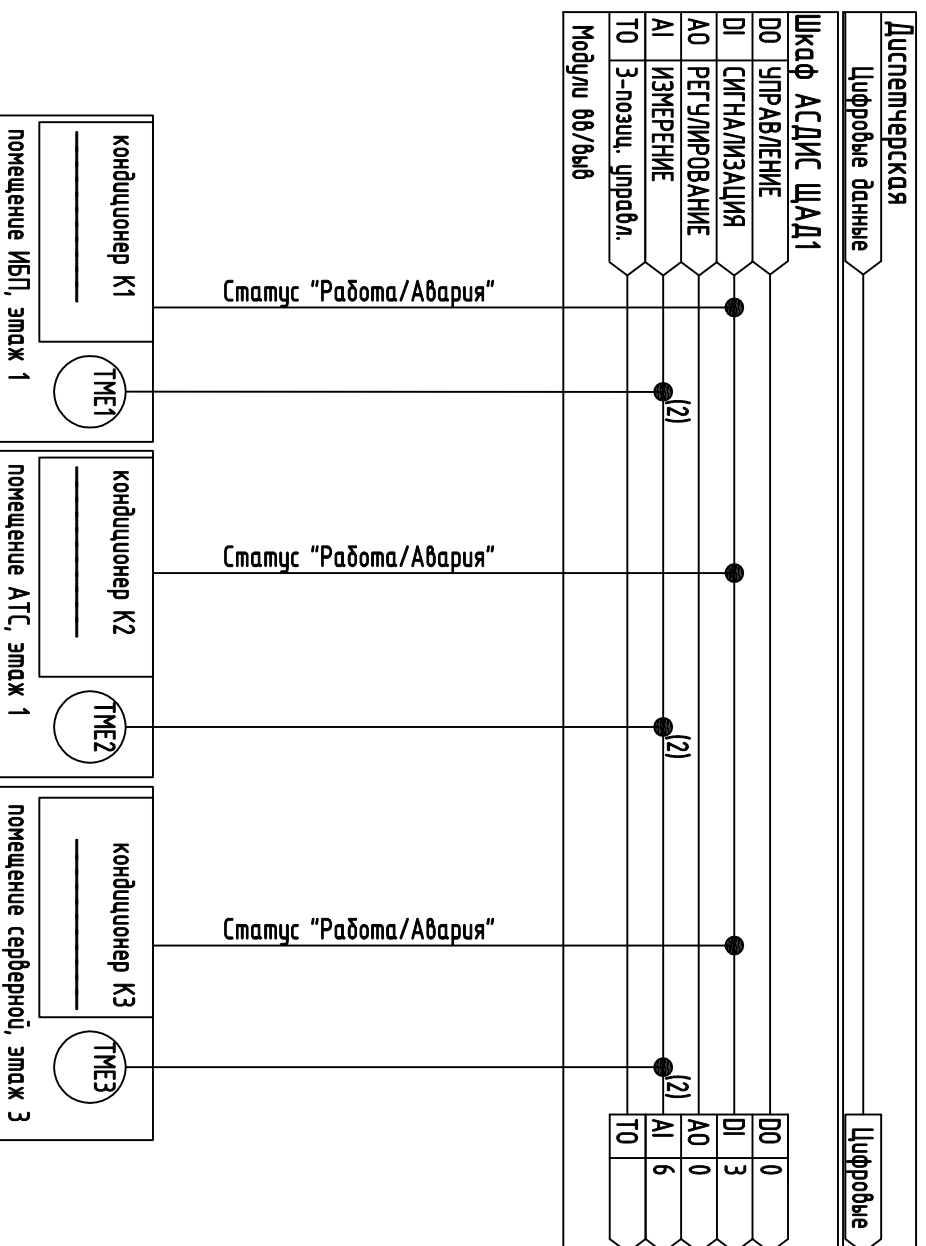 Диспетчерская
Цифровые данные
Цифровые
Шкаф АСДИС ЩАД1
DO УПРАВЛЕНИЕ
DO 0
DI СИГНАЛИЗАЦИЯ
DI 3
AO РЕГУЛИРОВАНИЕ
AO 0
AI ИЗМЕРЕНИЕ
(2)
(2)
(2)
AI 6
TO 3-позиц. управл.
TO
Модули вв/выв
Статус "Работа/Авария"
Статус "Работа/Авария"
Статус "Работа/Авария"
кондиционер К1
TME1
помещение ИБП, этаж 1
кондиционер К2
TME2
помещение АТС, этаж 1
кондиционер К3
TME3
помещение серверной, этаж 3